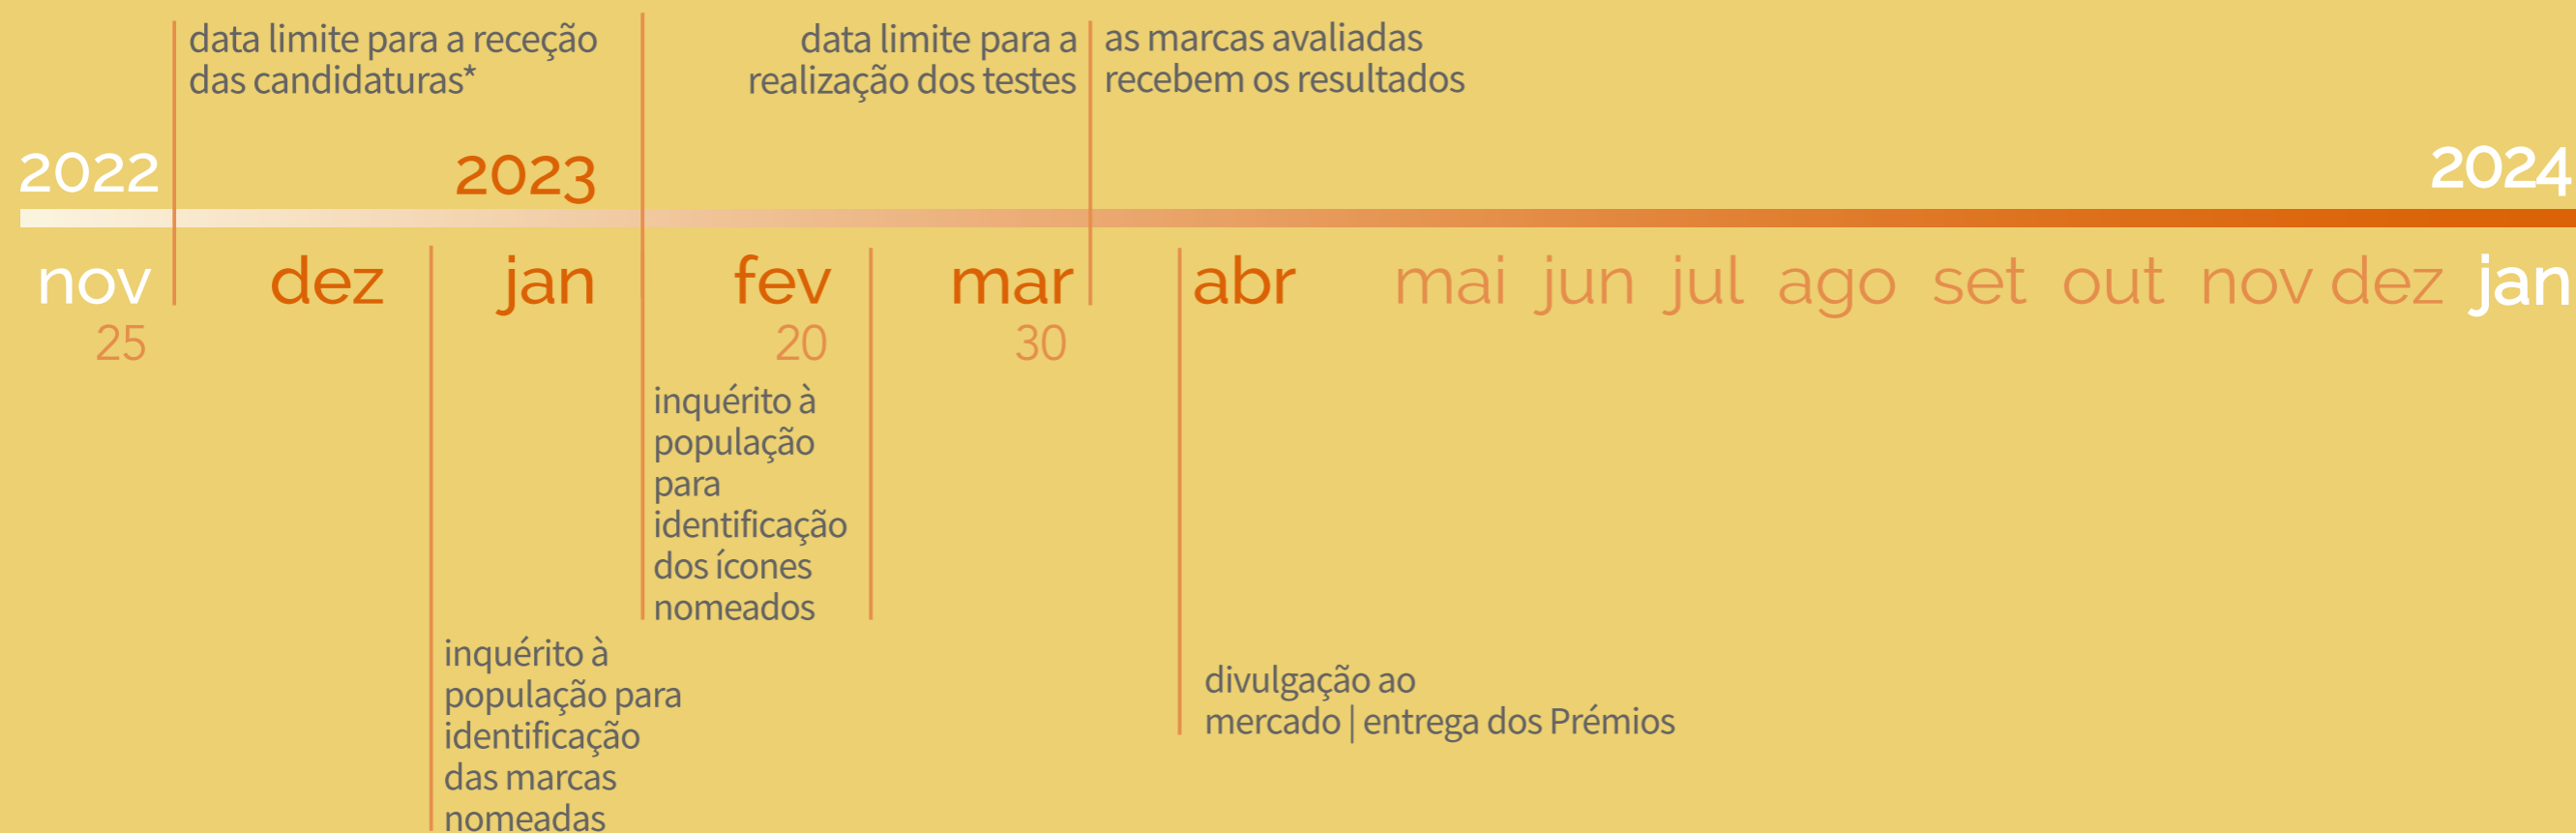 data limite para a receção
das candidaturas*
data limite para a
realização dos testes
as marcas avaliadas
recebem os resultados
2022
2023
2024
nov
dez
jan
fev
mar
abr
mai
jun
jul
ago
set
out
nov
dez
jan
25
20
30
inquérito à
população
para
identificação
dos ícones
nomeados
inquérito à
população para
identificação
das marcas
nomeadas
divulgação ao
mercado | entrega dos Prémios